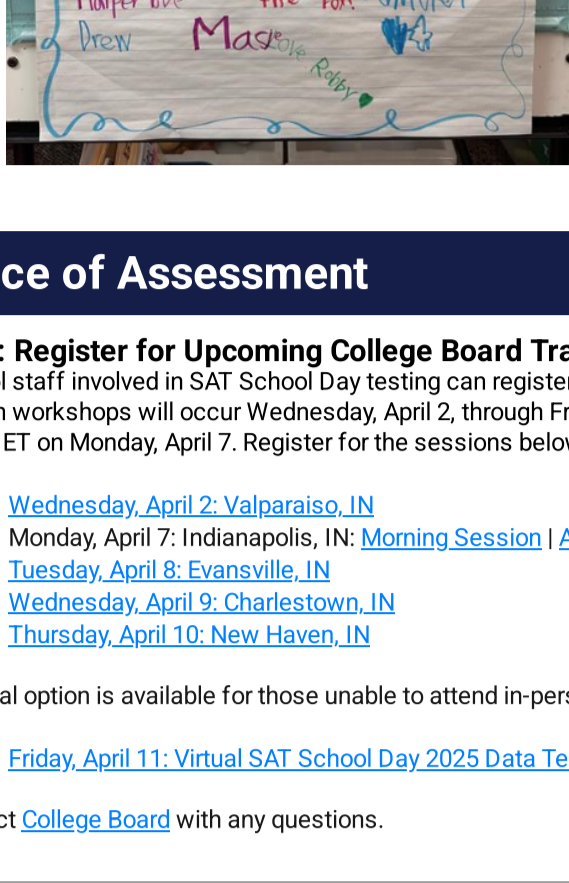 Harper
Drew
Robby
ce of Assessment
: Register for Upcoming College Board Tra
l staff involved in SAT School Day testing can register
n workshops will occur Wednesday, April 2, through Fr
ET on Monday, April 7. Register for the sessions below
Wednesday, April 2: Valparaiso, IN
Monday, April 7: Indianapolis, IN: Morning Session | A
Tuesday, April 8: Evansville, IN
Wednesday, April 9: Charlestown, IN
Thursday, April 10: New Haven, IN
al option is available for those unable to attend in-pers
Friday, April 11: Virtual SAT School Day 2025 Data Te
ct College Board with any questions.